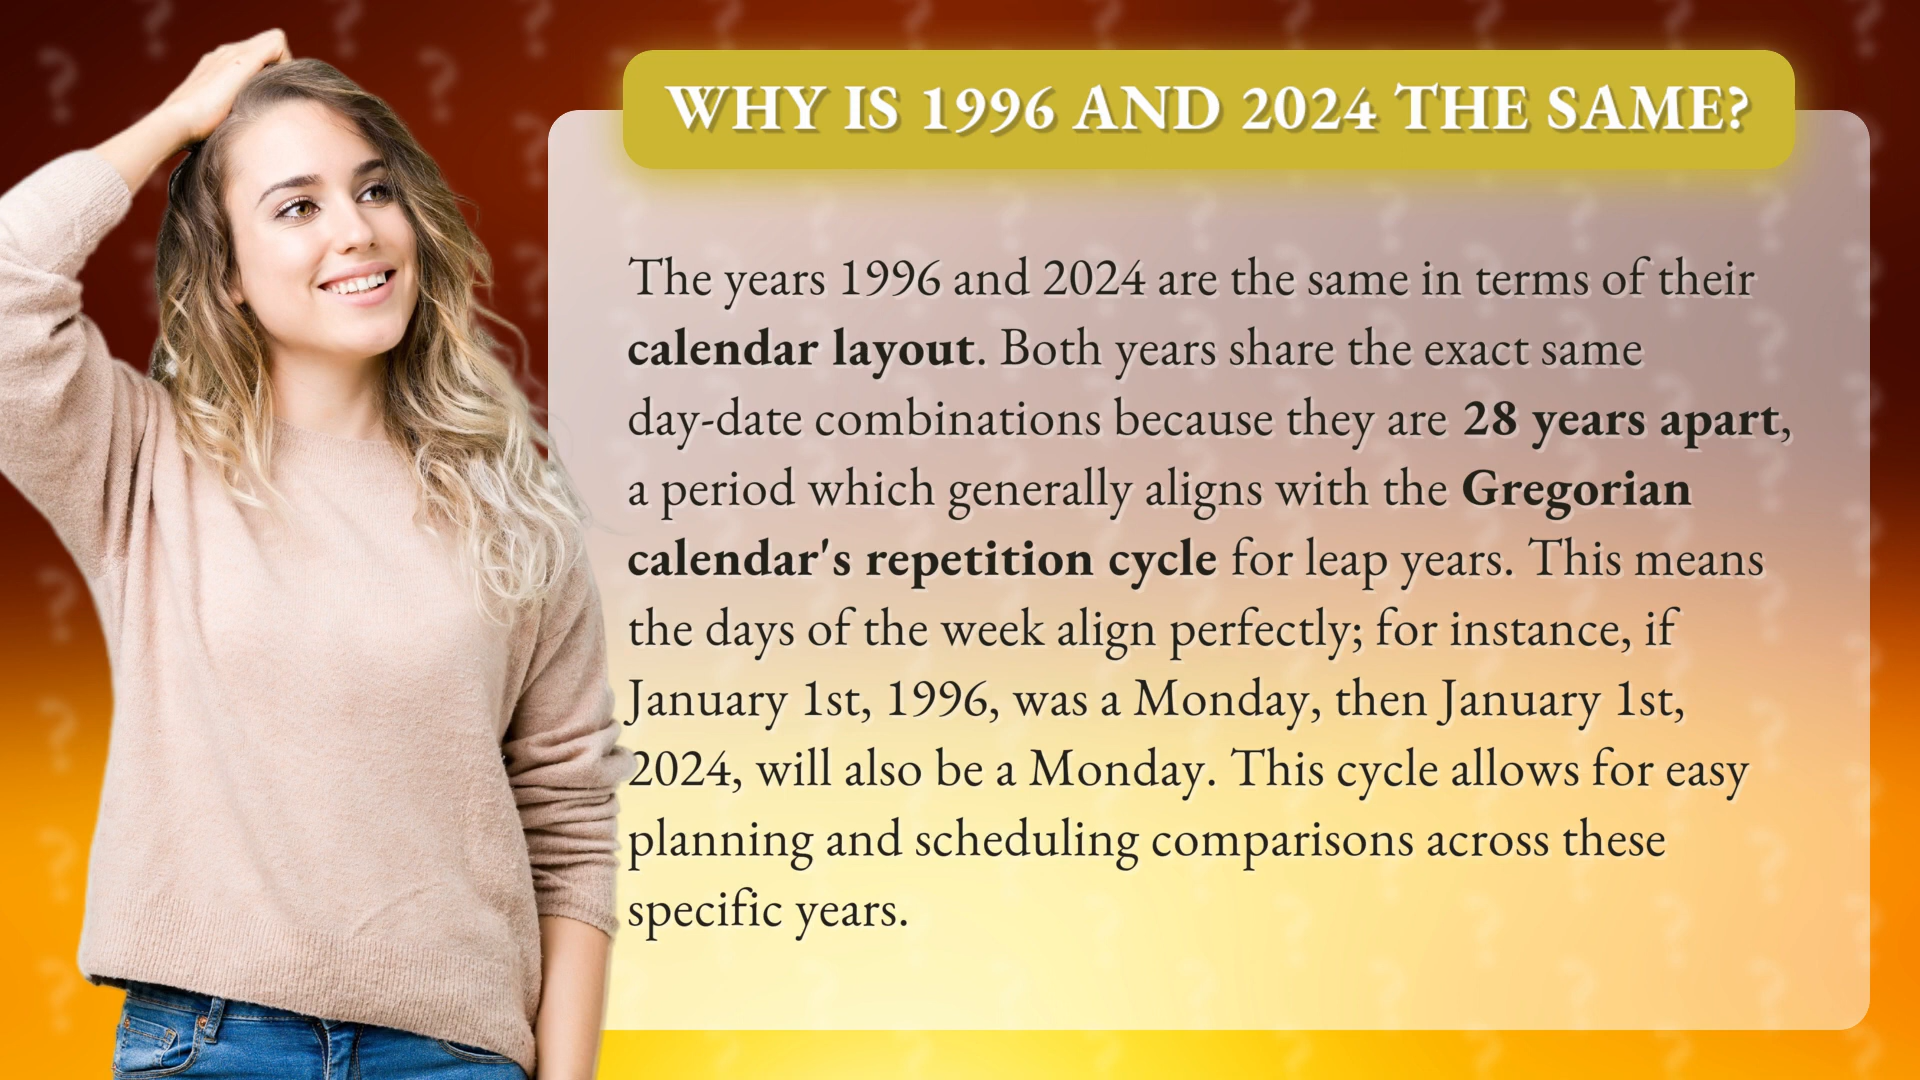 WHY IS 1996 AND 2024 THE SAME?
The years 1996 and 2024 are the same in terms of their
calendar layout. Both years share the exact same
day-date combinations because they are 28 years apart,
a period which generally aligns with the Gregorian
calendar's repetition cycle for leap years. This means
the days of the week align perfectly; for instance, if
January 1st, 1996, was a Monday, then January 1st,
2024, will also be a Monday. This cycle allows for easy
planning and scheduling comparisons across these
specific years.